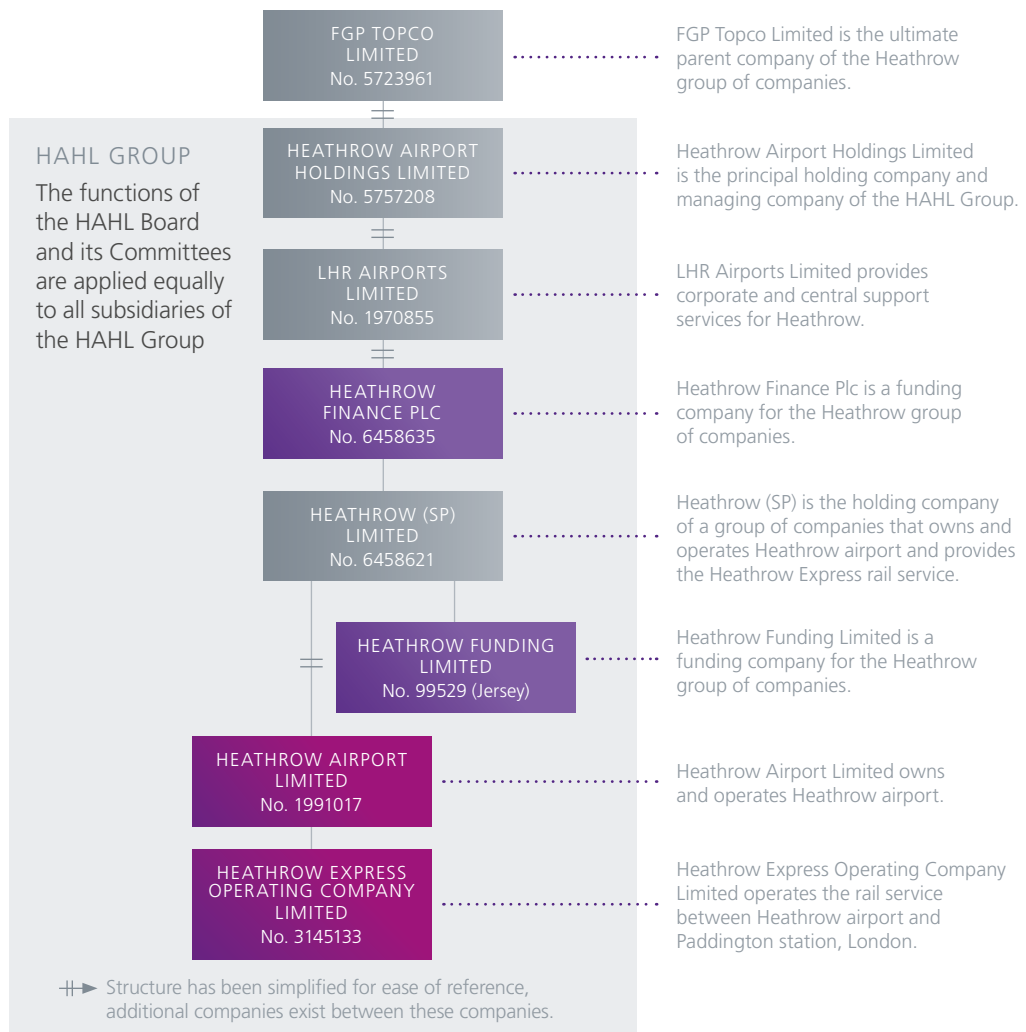 FGP TOPCO
LIMITED
No. 5723961
FGP Topco Limited is the ultimate
parent company of the Heathrow
group of companies.
HAHL GROUP
The functions of
the HAHL Board
and its Committees
are applied equally
to all subsidiaries of
the HAHL Group
HEATHROW AIRPORT
HOLDINGS LIMITED
No. 5757208
Heathrow Airport Holdings Limited
is the principal holding company and
managing company of the HAHL Group.
LHR AIRPORTS
LIMITED
No. 1970855
LHR Airports Limited provides
corporate and central support
services for Heathrow.
HEATHROW
FINANCE PLC
No. 6458635
Heathrow Finance Plc is a funding
company for the Heathrow group
of companies.
HEATHROW (SP)
LIMITED
No. 6458621
Heathrow (SP) is the holding company
of a group of companies that owns and
operates Heathrow airport and provides
the Heathrow Express rail service.
HEATHROW FUNDING
LIMITED
No. 99529 (Jersey)
Heathrow Funding Limited is a
funding company for the Heathrow
group of companies.
HEATHROW AIRPORT
LIMITED
No. 1991017
Heathrow Airport Limited owns
and operates Heathrow airport.
HEATHROW EXPRESS
OPERATING COMPANY
LIMITED
No. 3145133
Heathrow Express Operating Company
Limited operates the rail service
between Heathrow airport and
Paddington station, London.
Structure has been simplified for ease of reference,
additional companies exist between these companies.